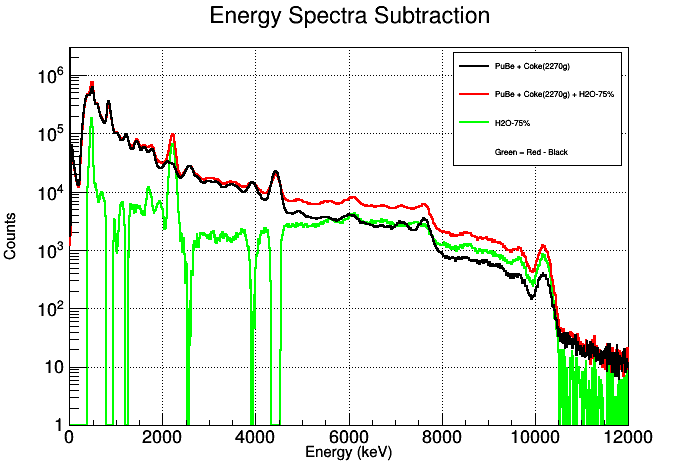 Energy Spectra Subtraction
Counts
10^6
10^5
10^4
10^3
10^2
10
1
PuBe + Coke(2270g)
PuBe + Coke(2270g) + H2O-75%
H2O-75%
Green = Red - Black
0 2000 4000 6000 8000 10000 12000
Energy (keV)